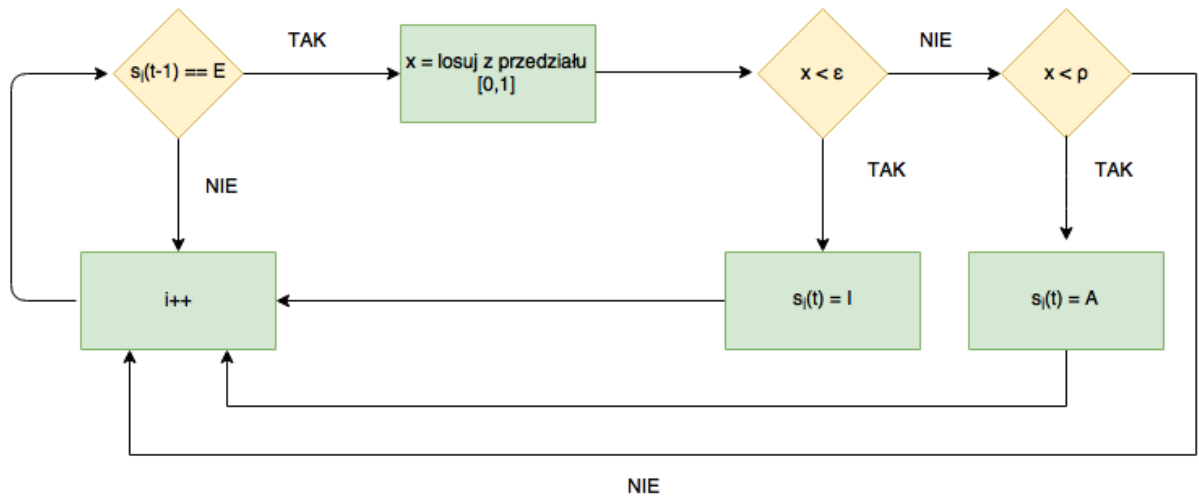 TAK
NIE
sᵢ(t-1) == E
x = losuj z przedziału
[0,1]
x < ε
x < ρ
TAK
TAK
NIE
i++
sᵢ(t) = I
sᵢ(t) = A
NIE